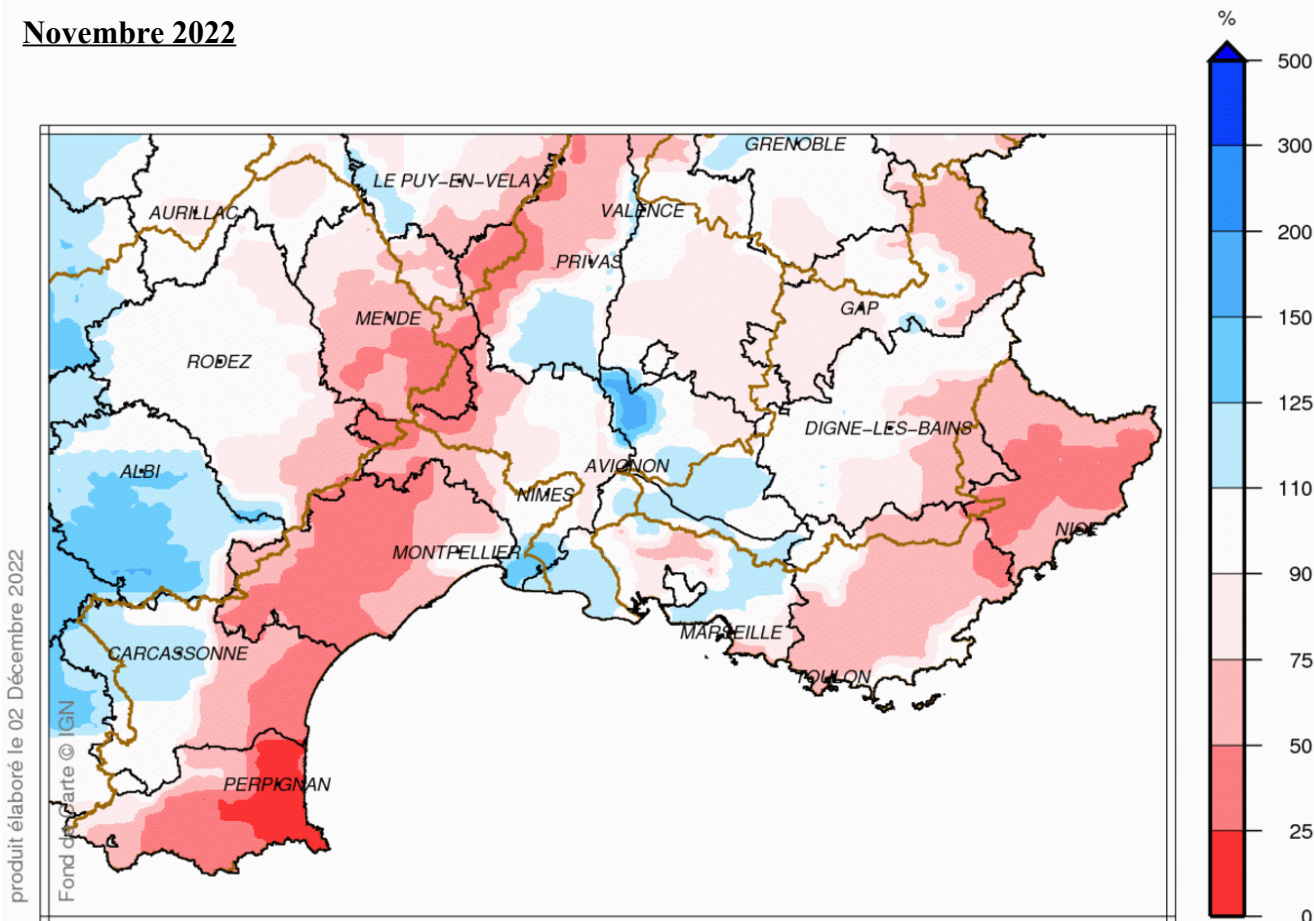 Novembre 2022
%
500
300
200
150
125
110
90
75
50
25
0
GRENOBLE
LE PUY-EN-VELAY
AURILLAC
VALENCE
PRIVAS
GAP
MENDE
RODEZ
DIGNE-LES-BAINS
ALBI
AVIGNON
NIMES
NICE
MONTPELLIER
MARSEILLE
CARCASSONNE
TOULON
PERPIGNAN
produit élaboré le 02 Décembre 2022
Fond de Carte © IGN